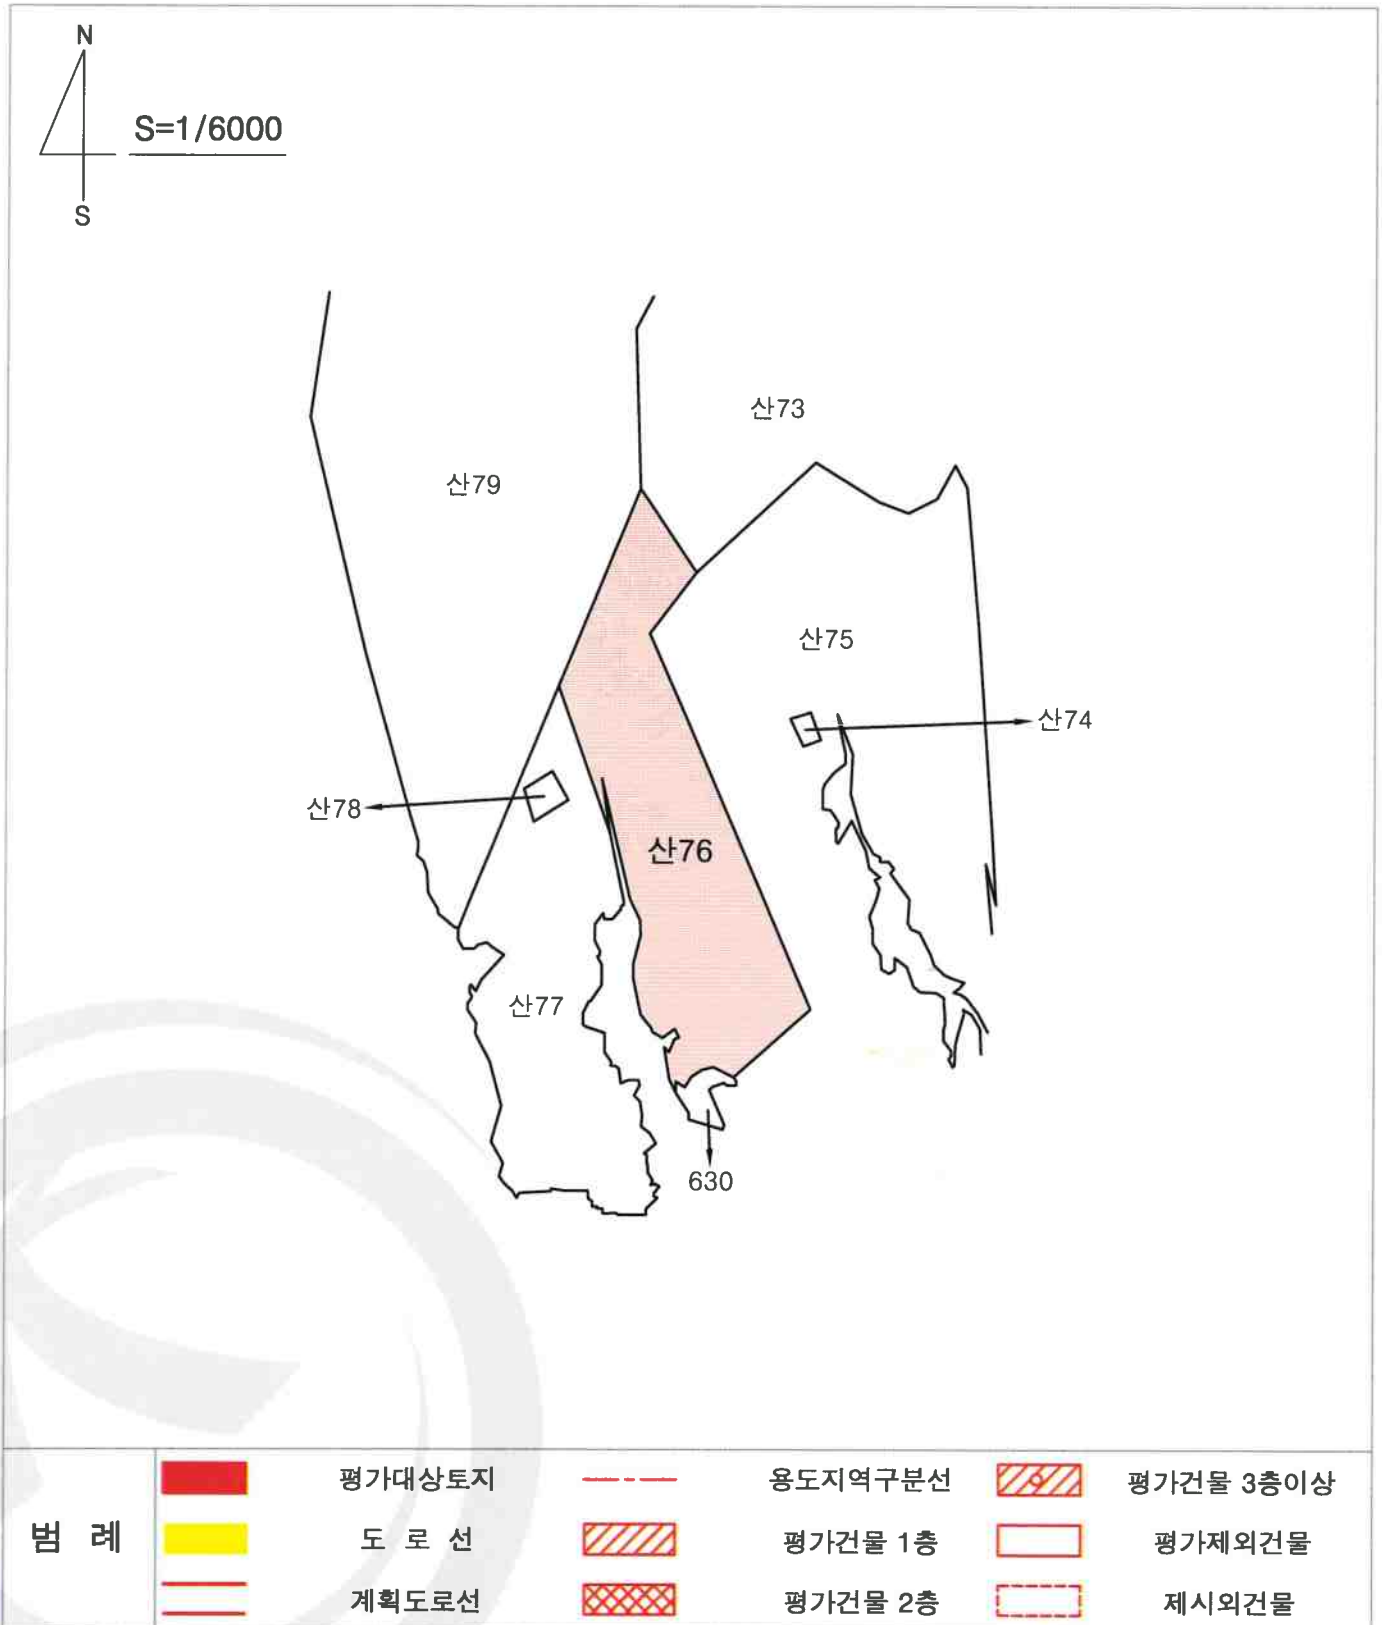 N
S=1/6000
S
산73
산79
산75
산74
산78
산76
산77
630
범 례
평가대상토지
용도지역구분선
평가건물 3층이상
도 로 선
평가건물 1층
평가제외건물
계획도로선
평가건물 2층
제시외건물